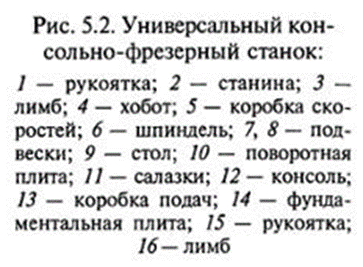 Рис. 5.2. Универсальный кон-
сольно-фрезерный станок:
1 — рукоятка; 2 — станина; 3 —
лимб; 4 — хобот; 5 — коробка ско-
ростей; 6 — шпиндель; 7, 8 — под-
вески; 9 — стол; 10 — поворотная
плита; 11 — салазки; 12 — консоль;
13 — коробка подач; 14 — фунда-
ментальная плита; 15 — рукоятка;
16 — лимб